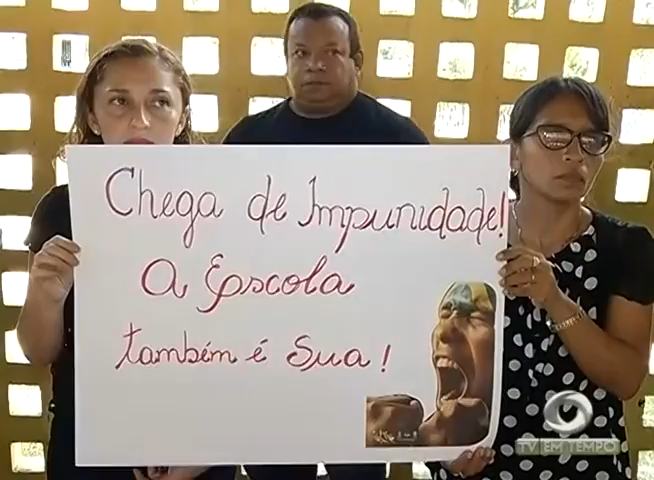 Chega de Impunidade!
A Escola
também é Sua!
TV EM TEMPO